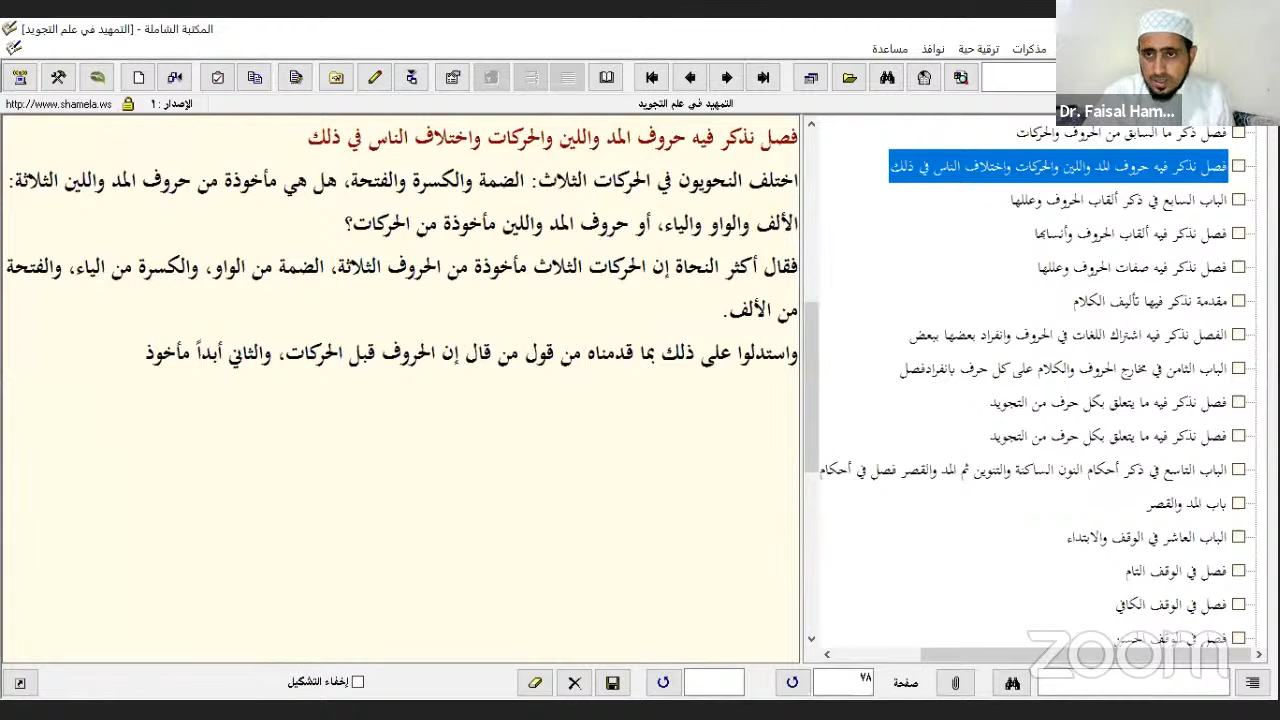 المكتبة الشاملة - [التمهيد في علم التجويد]
مذكرات ترقية حية نوافذ مساعدة
http://www.shamela.ws الإصدار : ١ التمهيد في علم التجويد
Dr. Faisal Ham...
فصل نذكر فيه حروف المد واللين والحركات واختلاف الناس في ذلك
اختلف النحويون في الحركات الثلاث: الضمة والكسرة والفتحة، هل هي مأخوذة من حروف المد واللين الثلاثة:
الألف والواو والياء، أو حروف المد واللين مأخوذة من الحركات؟
فقال أكثر النحاة إن الحركات الثلاث مأخوذة من الحروف الثلاثة، الضمة من الواو، والكسرة من الياء، والفتحة
من الألف.
واستدلوا على ذلك بما قدمناه من قول من قال إن الحروف قبل الحركات، والثاني أبداً مأخوذ
فصل ذكر ما السابق من الحروف والحركات
فصل نذكر فيه حروف المد واللين والحركات واختلاف الناس في ذلك
الباب السابع في ذكر ألقاب الحروف وعللها
فصل نذكر فيه ألقاب الحروف وأنسابها
فصل نذكر فيه صفات الحروف وعللها
مقدمة نذكر فيها تأليف الكلام
الفصل نذكر فيه اشتراك اللغات في الحروف وانفراد بعضها ببعض
الباب الثامن في مخارج الحروف والكلام على كل حرف بانفراده‌فصل
فصل نذكر فيه ما يتعلق بكل حرف من التجويد
فصل نذكر فيه ما يتعلق بكل حرف من التجويد
الباب التاسع في ذكر أحكام النون الساكنة والتنوين ثم المد والقصر فصل في أحكام
باب المد والقصر
الباب العاشر في الوقف والابتداء
فصل في الوقف التام
فصل في الوقف الكافي
فصل في الوقف الحسن
zoom
إخفاء التشكيل
٧٨ صفحة